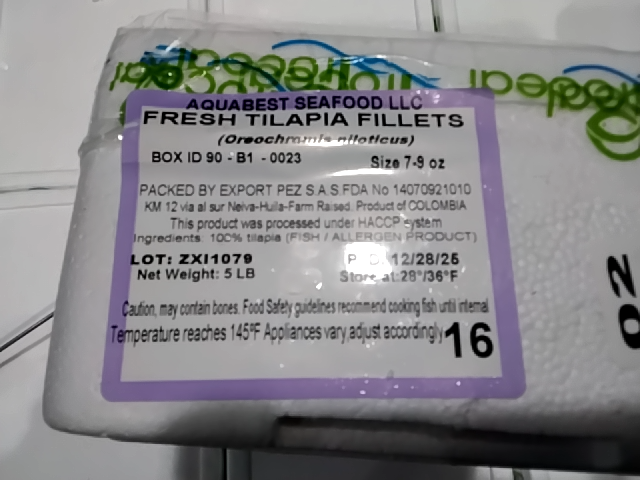 AQUABEST SEAFOOD LLC
FRESH TILAPIA FILLETS
(Oreochromis niloticus)
BOX ID 90 - B1 - 0023 Size 7-9 oz
PACKED BY EXPORT PEZ S.A.S. FDA No 14070921010
KM 12 via al sur Neiva-Huila-Farm Raised. Product of COLOMBIA
This product was processed under HACCP system
Ingredients: 100% tilapia (FISH / ALLERGEN PRODUCT)
LOT: ZXI1079 12/28/25
Net Weight: 5 LB Store at: 28°/36°F
Caution, may contain bones. Food Safety guidelines recommend cooking fish until internal
Temperature reaches 145°F Appliances vary, adjust accordingly 16
02